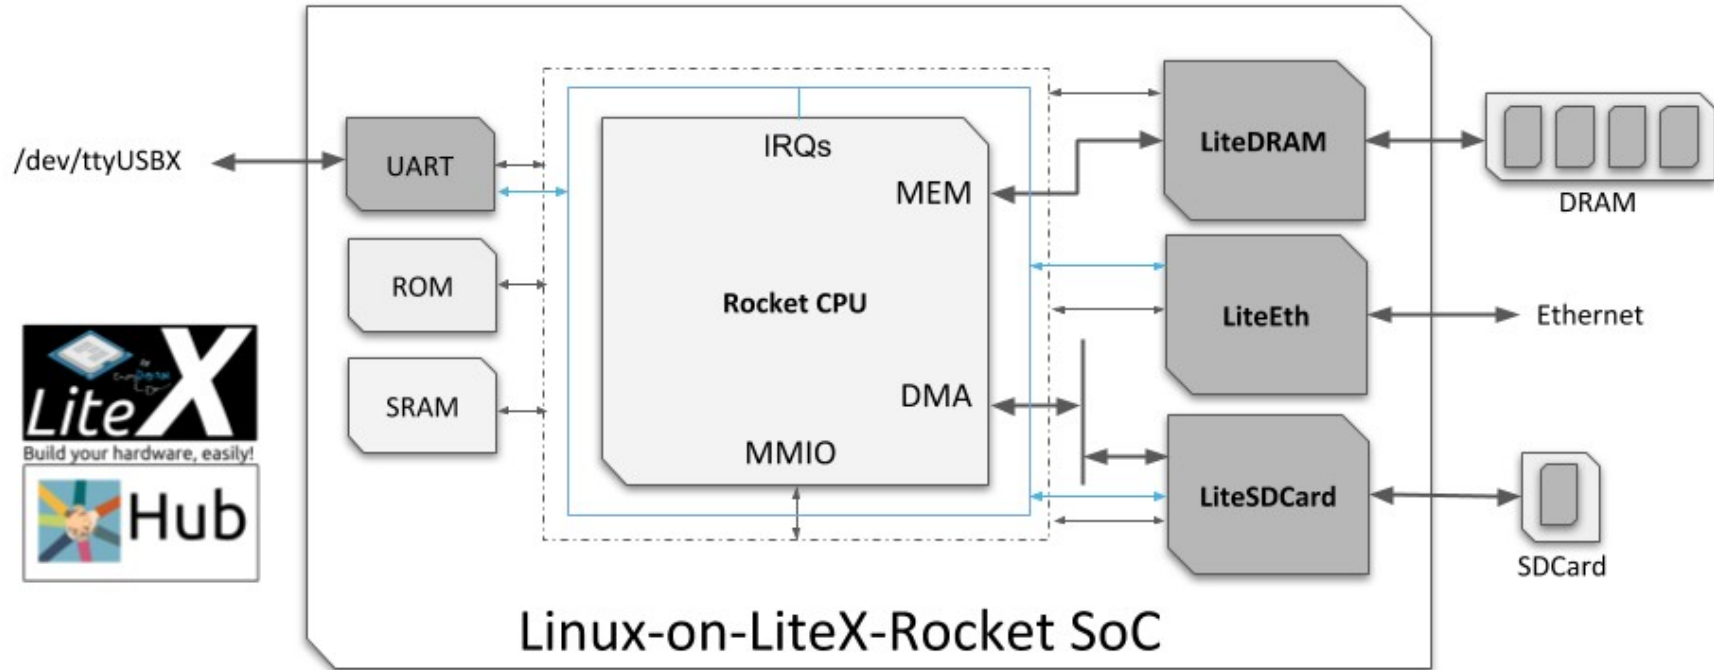 /dev/ttyUSBX
UART
ROM
SRAM
IRQs
MEM
Rocket CPU
DMA
MMIO
LiteDRAM
LiteEth
LiteSDCard
DRAM
Ethernet
SDCard
LiteX
Build your hardware, easily!
Hub
Linux-on-LiteX-Rocket SoC